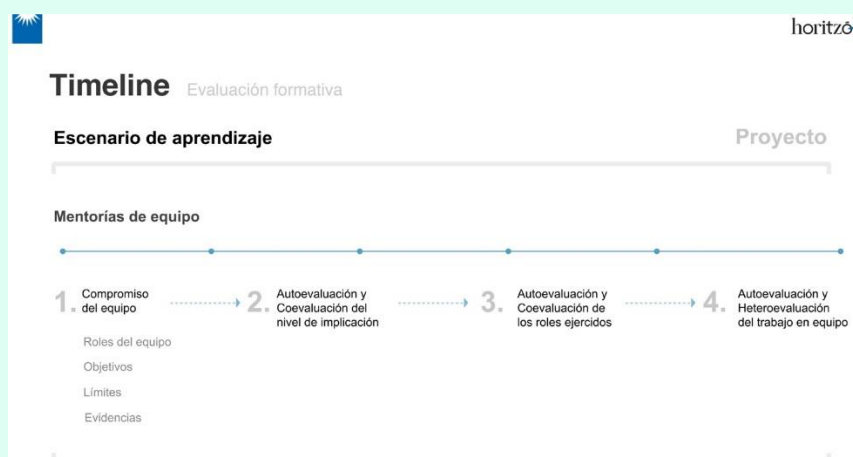 horitzó
Timeline Evaluación formativa
Escenario de aprendizaje Proyecto
Mentorías de equipo
1. Compromiso
del equipo
Roles del equipo
Objetivos
Límites
Evidencias
2. Autoevaluación y
Coevaluación del
nivel de implicación
3. Autoevaluación y
Coevaluación de
los roles ejercidos
4. Autoevaluación y
Heteroevaluación
del trabajo en equipo